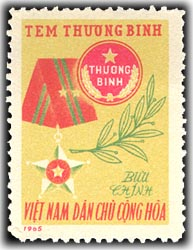 TEM THƯƠNG BINH
THƯƠNG
BINH
BƯU
CHÍNH
VIỆT NAM DÂN CHỦ CỘNG HÒA
1965